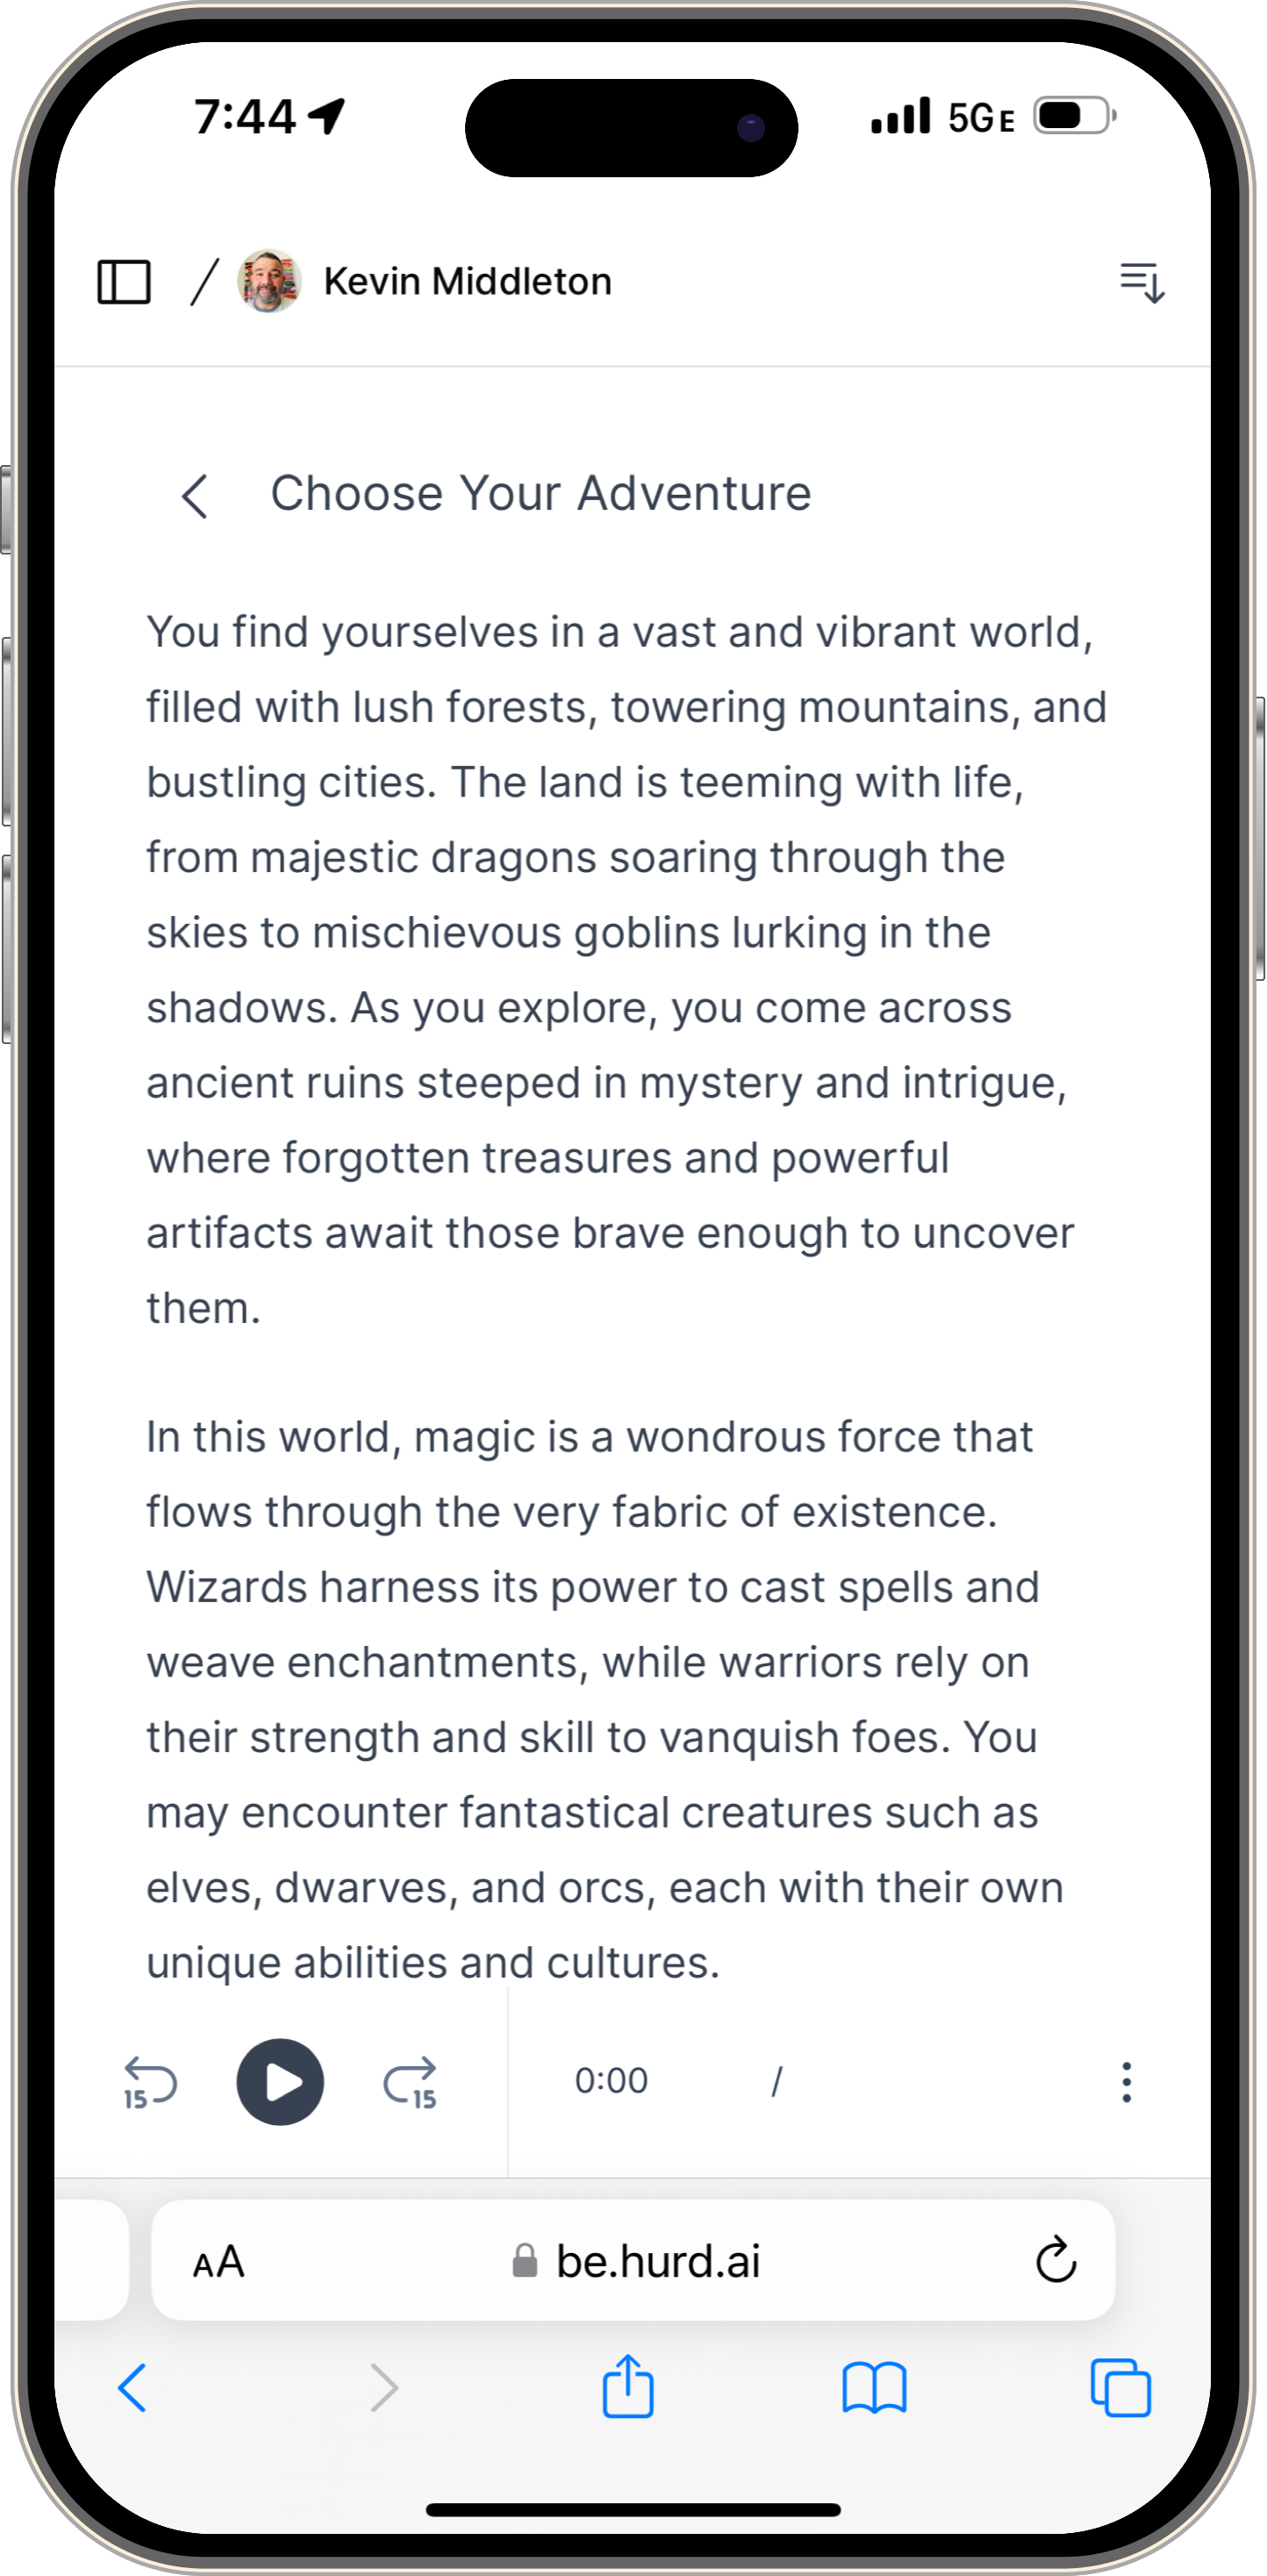 7:44
5GE
Kevin Middleton
Choose Your Adventure
You find yourselves in a vast and vibrant world,
filled with lush forests, towering mountains, and
bustling cities. The land is teeming with life,
from majestic dragons soaring through the
skies to mischievous goblins lurking in the
shadows. As you explore, you come across
ancient ruins steeped in mystery and intrigue,
where forgotten treasures and powerful
artifacts await those brave enough to uncover
them.
In this world, magic is a wondrous force that
flows through the very fabric of existence.
Wizards harness its power to cast spells and
weave enchantments, while warriors rely on
their strength and skill to vanquish foes. You
may encounter fantastical creatures such as
elves, dwarves, and orcs, each with their own
unique abilities and cultures.
15 15 0:00 /
AA be.hurd.ai